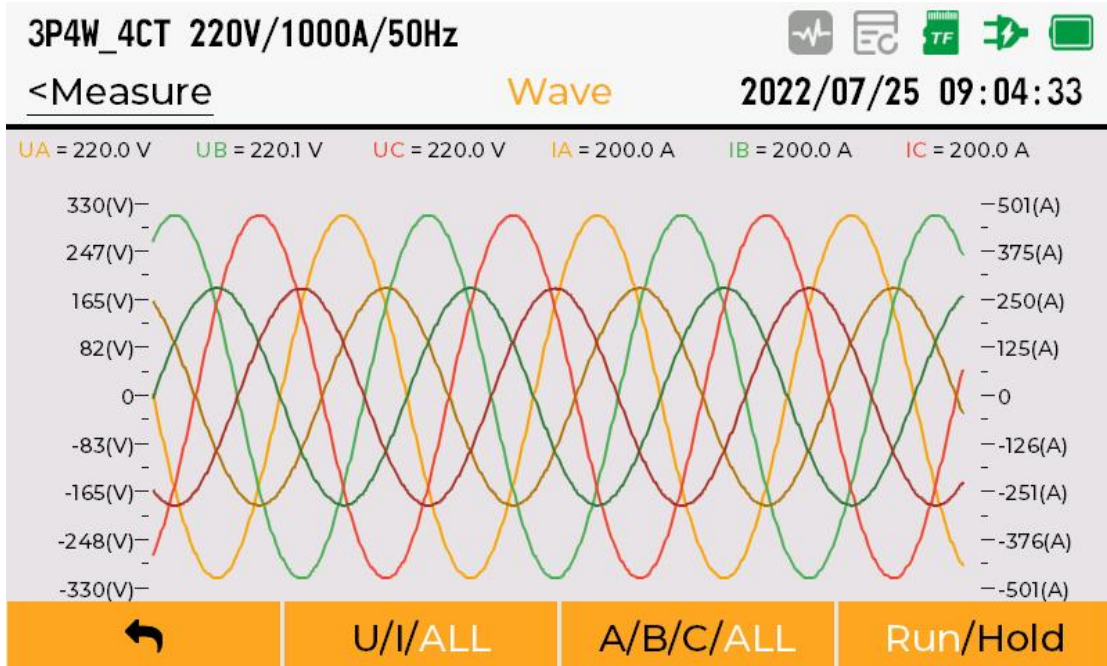 3P4W_4CT 220V/1000A/50Hz
TF
<Measure
Wave
2022/07/25 09:04:33
UA = 220.0 V UB = 220.1 V UC = 220.0 V IA = 200.0 A IB = 200.0 A IC = 200.0 A
330(V) 501(A)
247(V) 375(A)
165(V) 250(A)
82(V) 125(A)
0 0
-83(V) -126(A)
-165(V) -251(A)
-248(V) -376(A)
-330(V) -501(A)
U/I/ALL
A/B/C/ALL
Run/Hold